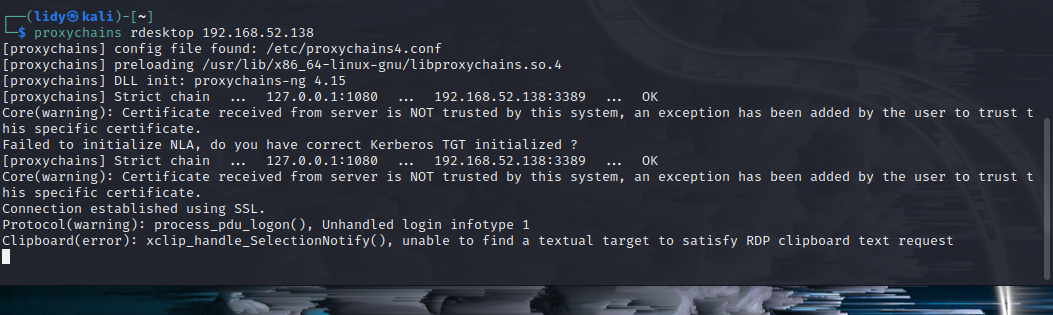 ┌──(lidy㉿kali)-[~]
└─$ proxychains rdesktop 192.168.52.138
[proxychains] config file found: /etc/proxychains4.conf
[proxychains] preloading /usr/lib/x86_64-linux-gnu/libproxychains.so.4
[proxychains] DLL init: proxychains-ng 4.15
[proxychains] Strict chain  ...  127.0.0.1:1080  ...  192.168.52.138:3389  ...  OK
Core(warning): Certificate received from server is NOT trusted by this system, an exception has been added by the user to trust t
his specific certificate.
Failed to initialize NLA, do you have correct Kerberos TGT initialized ?
[proxychains] Strict chain  ...  127.0.0.1:1080  ...  192.168.52.138:3389  ...  OK
Core(warning): Certificate received from server is NOT trusted by this system, an exception has been added by the user to trust t
his specific certificate.
Connection established using SSL.
Protocol(warning): process_pdu_logon(), Unhandled login infotype 1
Clipboard(error): xclip_handle_SelectionNotify(), unable to find a textual target to satisfy RDP clipboard text request